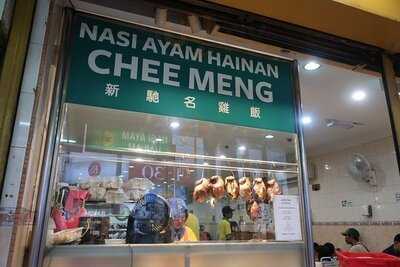 NASI AYAM HAINAN
CHEE MENG
新馳名雞飯